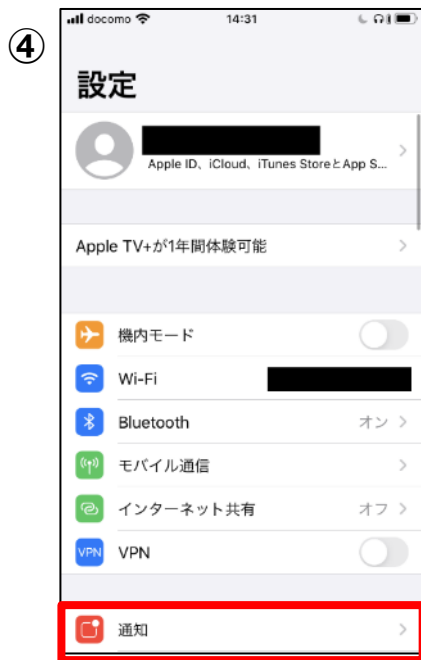 ④
docomo 14:31
設定
Apple ID、iCloud、iTunes StoreとApp S...
Apple TV+が1年間体験可能
機内モード
Wi-Fi
Bluetooth オン
モバイル通信
インターネット共有 オフ
VPN VPN
通知